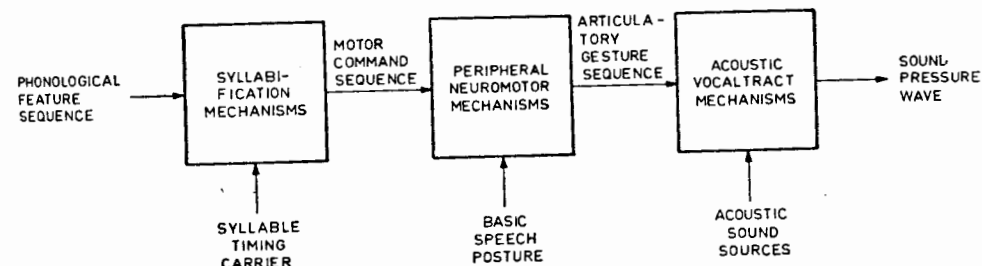 PHONOLOGICAL
FEATURE
SEQUENCE
SYLLABI-
FICATION
MECHANISMS
MOTOR
COMMAND
SEQUENCE
PERIPHERAL
NEUROMOTOR
MECHANISMS
ARTICULA-
TORY
GESTURE
SEQUENCE
ACOUSTIC
VOCALTRACT
MECHANISMS
SOUND
PRESSURE
WAVE
SYLLABLE
TIMING
CARRIER
BASIC
SPEECH
POSTURE
ACOUSTIC
SOUND
SOURCES